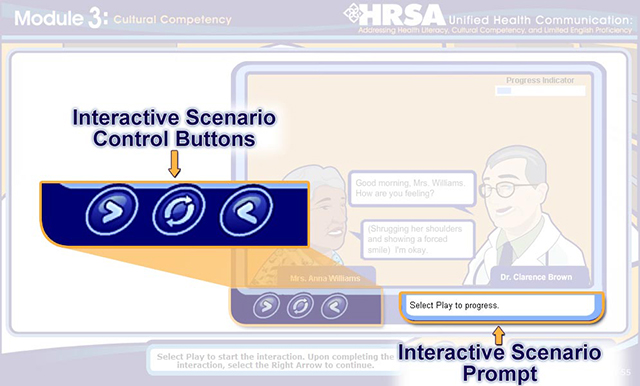 Module 3: Cultural Competency
HRSA Unified Health Communication:
Addressing Health Literacy, Cultural Competency, and Limited English Proficiency
Progress Indicator
Interactive Scenario
Control Buttons
Good morning, Mrs. Williams.
How are you feeling?
(Shrugging her shoulders
and showing a forced
smile) I'm okay.
Mrs. Anna Williams
Dr. Clarence Brown
Select Play to progress.
Interactive Scenario
Prompt
Select Play to start the interaction. Upon completing the
interaction, select the Right Arrow to continue.